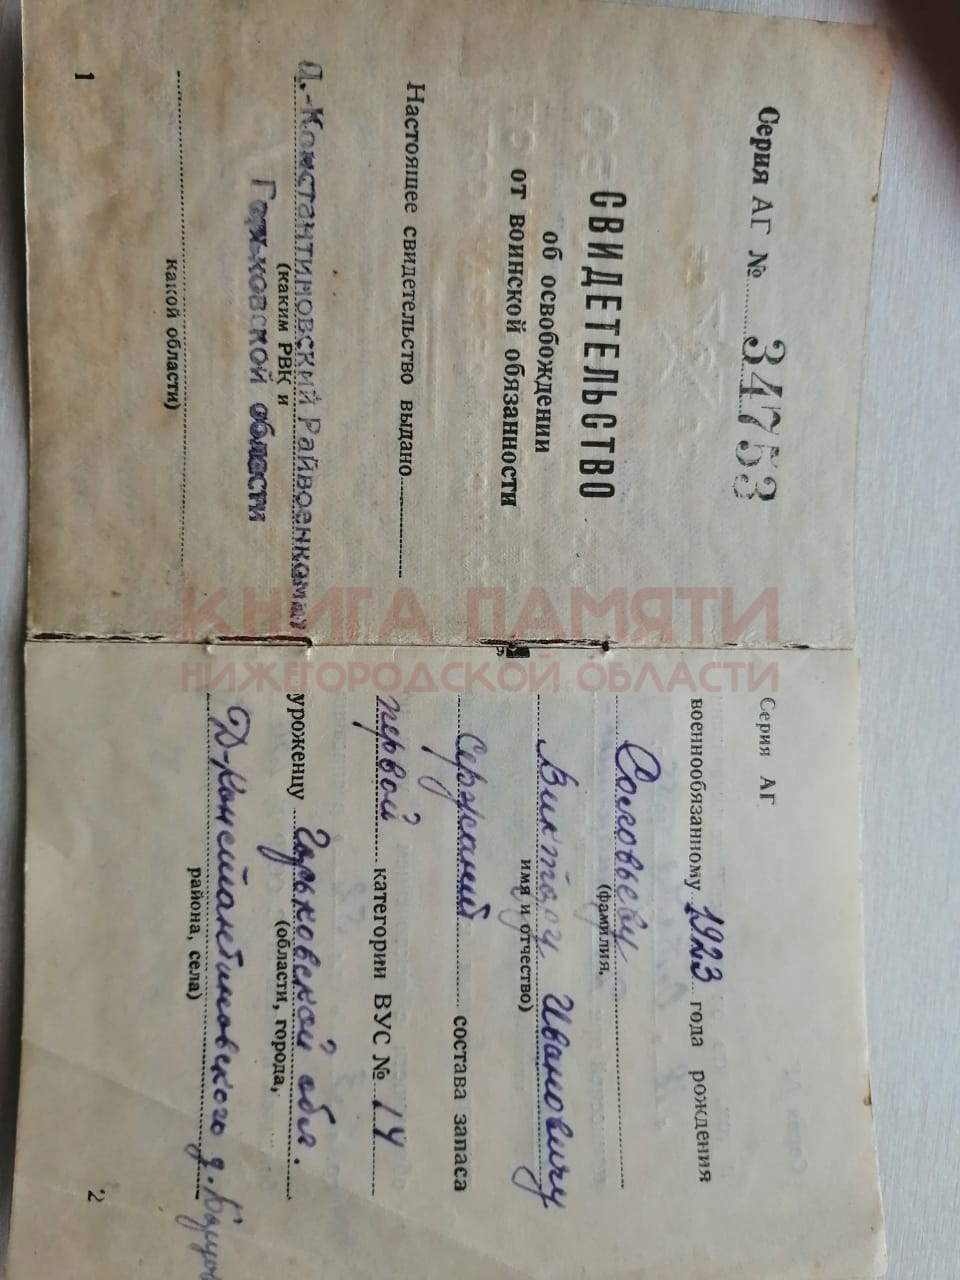 Серия АГ № 34753
СВИДЕТЕЛЬСТВО
об освобождении
от воинской обязанности
Настоящее свидетельство выдано
Д.-Константиновский Райвоенкомат
(каким РВК и
Горьковской области
какой области)
1
Серия АГ
военнообязанному 1923 года рождения
Соловьеву
(фамилия,
Виктору Ивановичу
имя и отчество)
Сержант состава запаса
первой категории ВУС № 14
уроженцу Горьковской обл.
(области, города,
Д-Константиновского д.
района, села)
2
КНИГА ПАМЯТИ
НИЖЕГОРОДСКОЙ ОБЛАСТИ